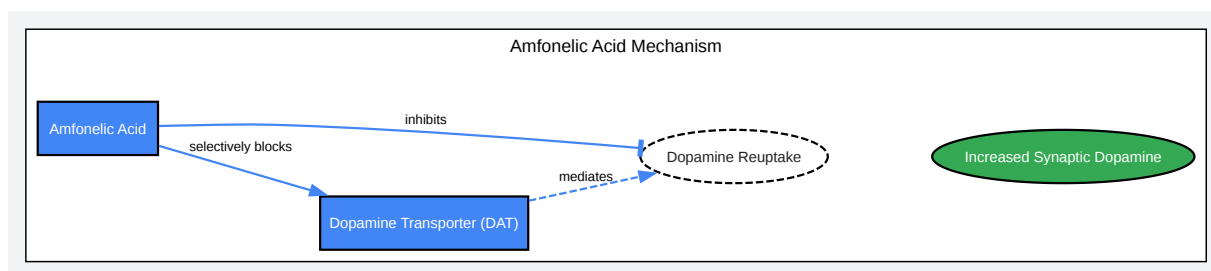 Amfonelic Acid Mechanism
Amfonelic Acid
inhibits
selectively blocks
Dopamine Reuptake
Increased Synaptic Dopamine
mediates
Dopamine Transporter (DAT)